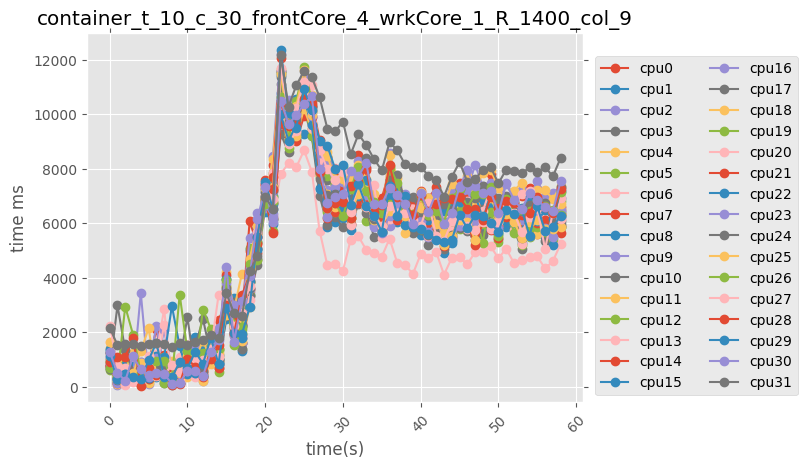 container_t_10_c_30_frontCore_4_wrkCore_1_R_1400_col_9
time ms
12000
10000
8000
6000
4000
2000
0
0 10 20 30 40 50 60
time(s)
cpu0 cpu16
cpu1 cpu17
cpu2 cpu18
cpu3 cpu19
cpu4 cpu20
cpu5 cpu21
cpu6 cpu22
cpu7 cpu23
cpu8 cpu24
cpu9 cpu25
cpu10 cpu26
cpu11 cpu27
cpu12 cpu28
cpu13 cpu29
cpu14 cpu30
cpu15 cpu31